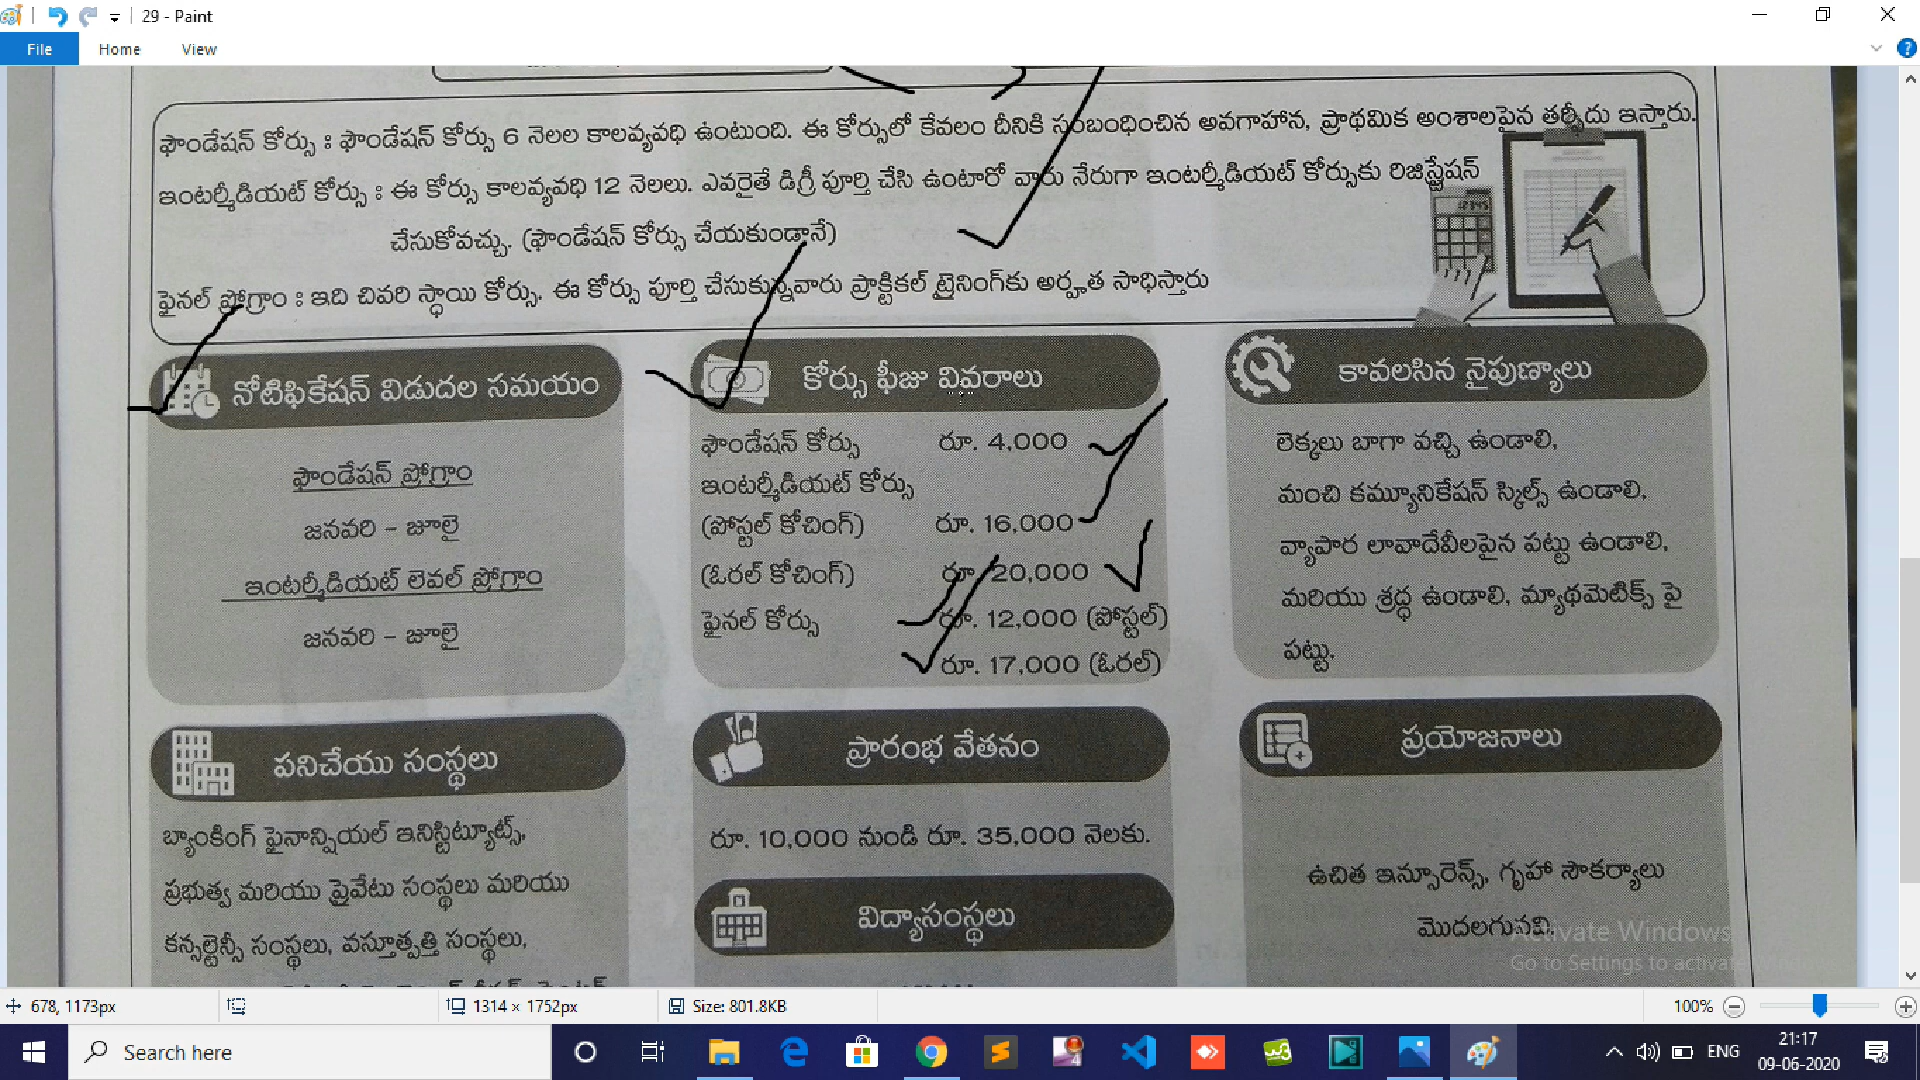 29 - Paint
File Home View
ఫౌండేషన్ కోర్సు : ఫౌండేషన్ కోర్సు 6 నెలల కాలవ్యవధి ఉంటుంది. ఈ కోర్సులో కేవలం దీనికి సంబంధించిన అవగాహాన, ప్రాథమిక అంశాలపైన తర్ఫీదు ఇస్తారు.
ఇంటర్మీడియట్ కోర్సు : ఈ కోర్సు కాలవ్యవధి 12 నెలలు. ఎవరైతే డిగ్రీ పూర్తి చేసి ఉంటారో వారు నేరుగా ఇంటర్మీడియట్ కోర్సుకు రిజిస్ట్రేషన్
చేసుకోవచ్చు. (ఫౌండేషన్ కోర్సు చేయకుండానే)
ఫైనల్ ప్రోగ్రాం : ఇది చివరి స్థాయి కోర్సు. ఈ కోర్సు పూర్తి చేసుకున్నవారు ప్రాక్టికల్ ట్రైనింగ్‌కు అర్హత సాధిస్తారు
నోటిఫికేషన్ విడుదల సమయం
ఫౌండేషన్ ప్రోగ్రాం
జనవరి - జూలై
ఇంటర్మీడియట్ లెవల్ ప్రోగ్రాం
జనవరి - జూలై
కోర్సు ఫీజు వివరాలు
ఫౌండేషన్ కోర్సు రూ. 4,000
ఇంటర్మీడియట్ కోర్సు
(పోస్టల్ కోచింగ్) రూ. 16,000
(ఓరల్ కోచింగ్) రూ. 20,000
ఫైనల్ కోర్సు రూ. 12,000 (పోస్టల్)
రూ. 17,000 (ఓరల్)
కావలసిన నైపుణ్యాలు
లెక్కలు బాగా వచ్చి ఉండాలి,
మంచి కమ్యూనికేషన్ స్కిల్స్ ఉండాలి,
వ్యాపార లావాదేవీలపైన పట్టు ఉండాలి,
మరియు శ్రద్ధ ఉండాలి, మ్యాథమెటిక్స్ పై
పట్టు.
పనిచేయు సంస్థలు
బ్యాంకింగ్ ఫైనాన్షియల్ ఇనిస్టిట్యూట్స్,
ప్రభుత్వ మరియు ప్రైవేటు సంస్థలు మరియు
కన్సల్టెన్సీ సంస్థలు, వస్తూత్పత్తి సంస్థలు,
ప్రారంభ వేతనం
రూ. 10,000 నుండి రూ. 35,000 నెలకు.
విద్యాసంస్థలు
ప్రయోజనాలు
ఉచిత ఇన్సూరెన్స్, గృహా సౌకర్యాలు
మొదలగునవి.
Activate Windows
Go to Settings to activate Windows.
678, 1173px 1314 × 1752px Size: 801.8KB 100%
Search here
ENG 21:17
09-06-2020